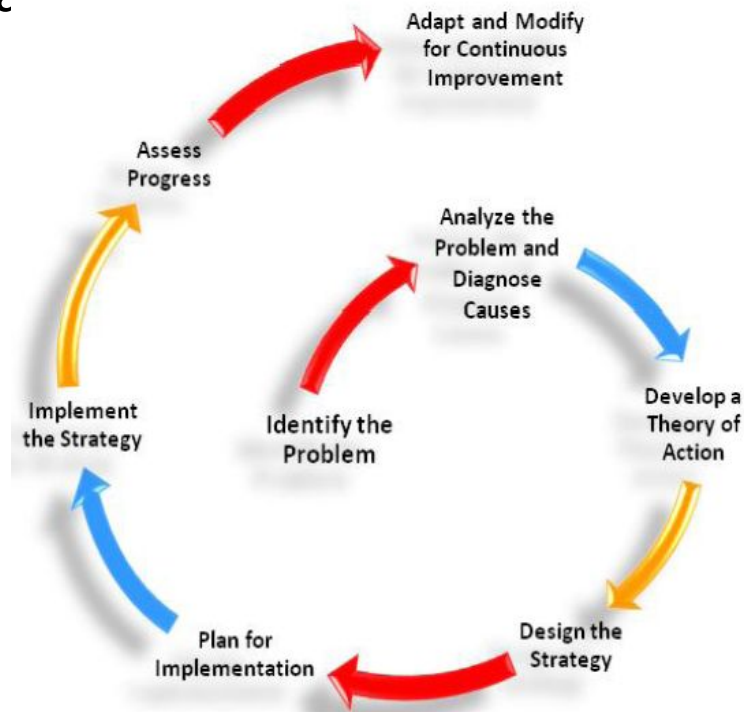 Adapt and Modify
for Continuous
Improvement
Assess
Progress
Analyze the
Problem and
Diagnose
Causes
Identify the
Problem
Develop a
Theory of
Action
Implement
the Strategy
Design the
Strategy
Plan for
Implementation